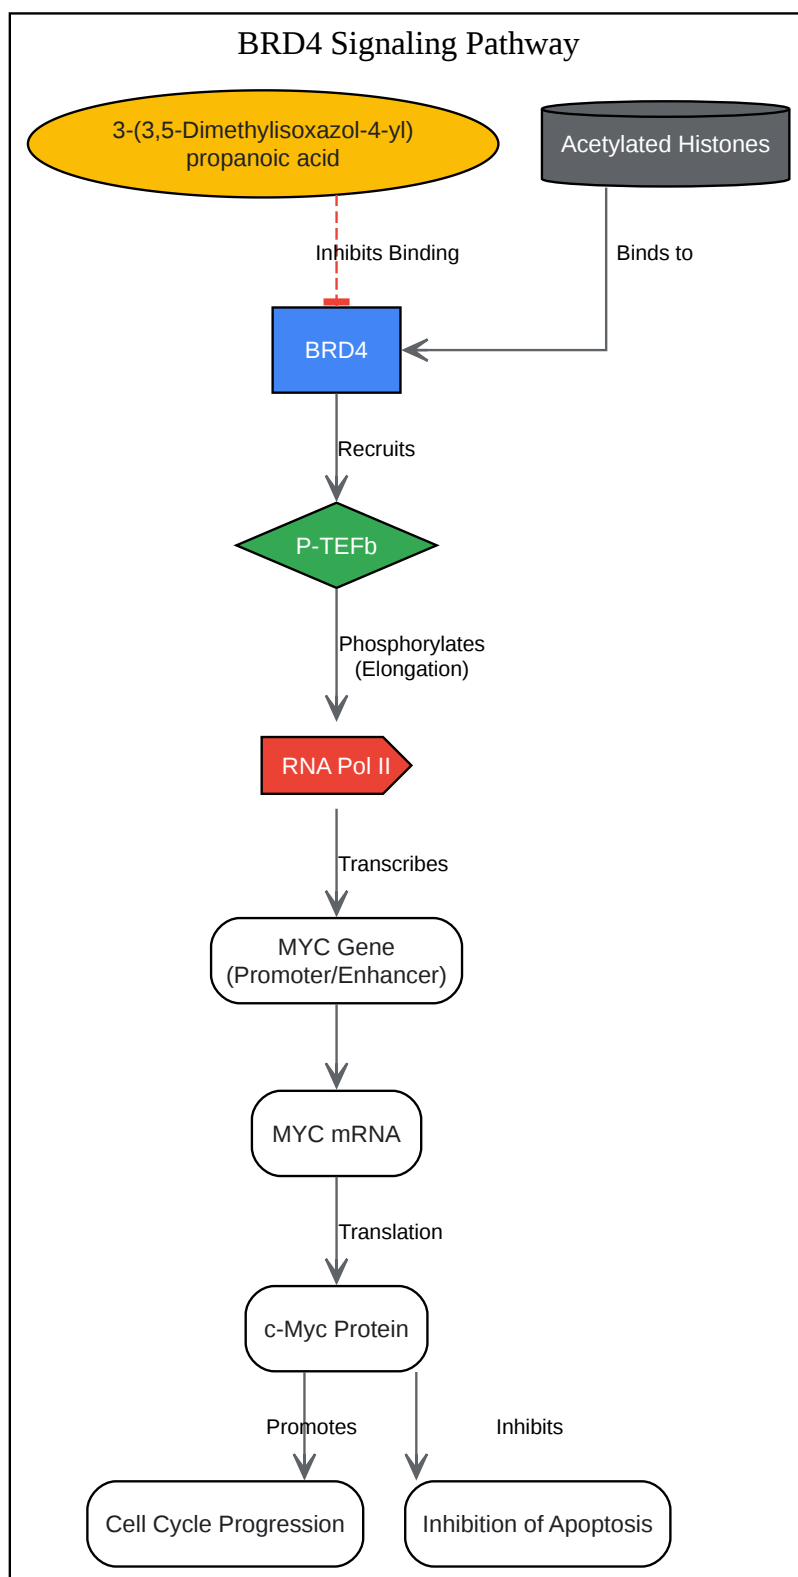 BRD4 Signaling Pathway
3-(3,5-Dimethylisoxazol-4-yl)
propanoic acid
Acetylated Histones
Inhibits Binding
Binds to
BRD4
Recruits
P-TEFb
Phosphorylates
(Elongation)
RNA Pol II
Transcribes
MYC Gene
(Promoter/Enhancer)
MYC mRNA
Translation
c-Myc Protein
Promotes
Inhibits
Cell Cycle Progression
Inhibition of Apoptosis